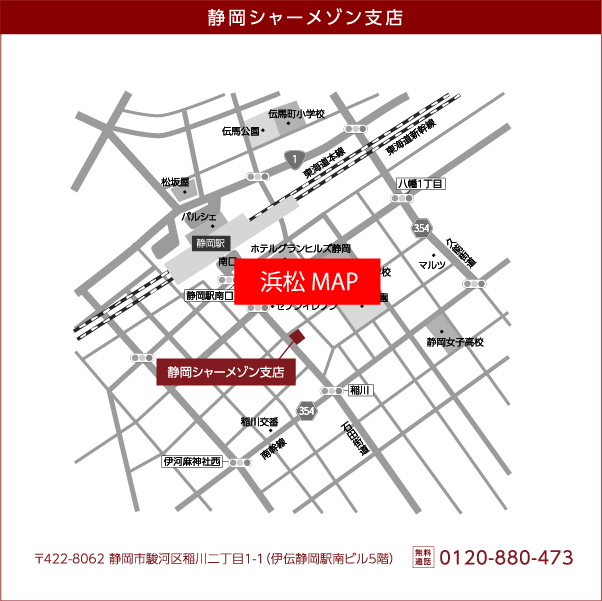 静岡シャーメゾン支店
伝馬町小学校
伝馬公園
1
東海道本線
東海道新幹線
松坂屋
八幡1丁目
パルシェ
354
静岡駅
久能街道
ホテルグランヒルズ静岡
南口
マルツ
浜松 MAP
静岡駅南口
セブンイレブン
園
静岡女子高校
静岡シャーメゾン支店
稲川
354
稲川交番
石田街道
南幹線
伊河麻神社西
〒422-8062 静岡市駿河区稲川二丁目1-1（伊伝静岡駅南ビル5階）
無料通話 0120-880-473